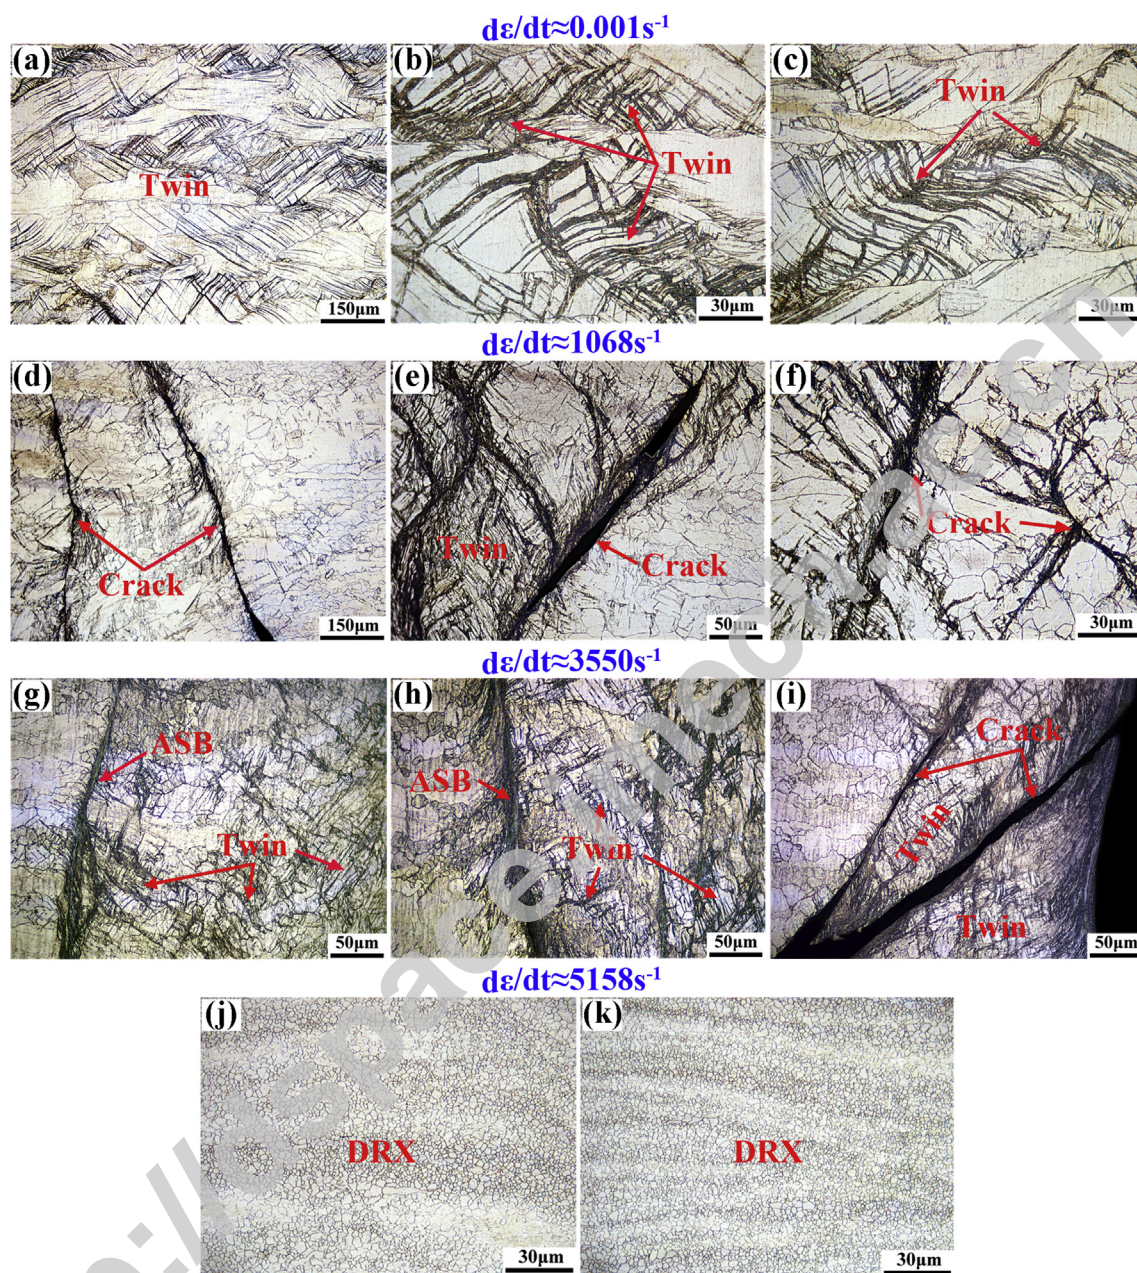 dε/dt≈0.001s⁻¹
(a)
Twin
150μm
(b)
Twin
30μm
(c)
Twin
30μm
dε/dt≈1068s⁻¹
(d)
Crack
150μm
(e)
Twin
Crack
50μm
(f)
Crack
30μm
dε/dt≈3550s⁻¹
(g)
ASB
Twin
50μm
(h)
ASB
Twin
50μm
(i)
Crack
Twin
Twin
50μm
dε/dt≈5158s⁻¹
(j)
DRX
30μm
(k)
DRX
30μm